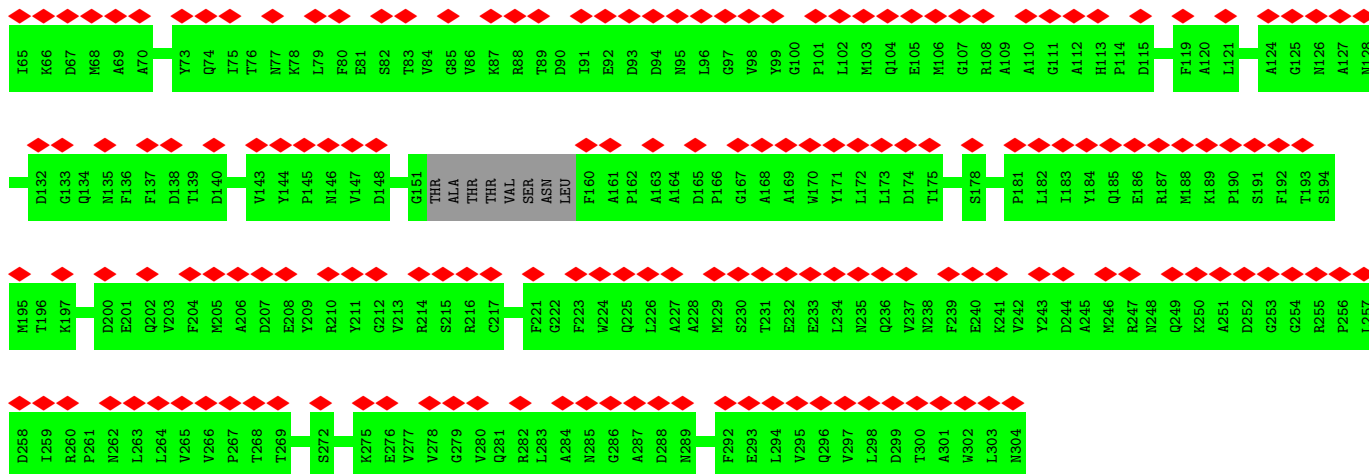 I65 K66 D67 M68 A69 A70 Y73 Q74 I75 T76 N77 K78 L79 F80 E81 S82 T83 V84 G85 V86 K87 R88 T89 D90 I91 E92 D93 D94 N95 L96 G97 V98 Y99 G100 P101 L102 M103 Q104 E105 M106 G107 R108 A109 A110 G111 A112 H113 P114 D115 F119 A120 L121 A124 G125 N126 A127 N128
D132 G133 Q134 N135 F136 F137 D138 T139 D140 V143 Y144 P145 N146 V147 D148 G151 THR ALA THR THR VAL SER ASN LEU F160 A161 P162 A163 A164 D165 P166 G167 A168 A169 W170 Y171 L172 L173 D174 T175 S178 P181 L182 I183 Y184 Q185 E186 R187 M188 K189 P190 S191 F192 T193 S194
M195 T196 K197 D200 E201 Q202 V203 F204 M205 A206 D207 E208 Y209 R210 Y211 G212 V213 R214 S215 R216 C217 F221 G222 F223 W224 Q225 L226 A227 A228 M229 S230 T231 E232 E233 L234 N235 Q236 V237 N238 F239 E240 K241 V242 Y243 D244 A245 M246 R247 N248 Q249 K250 A251 D252 G253 G254 R255 P256 L257
D258 I259 R260 P261 N262 L263 L264 V265 V266 P267 T268 T269 S272 K275 E276 V277 V278 G279 V280 Q281 R282 L283 A284 N285 G286 A287 D288 N289 F292 E293 L294 V295 Q296 V297 L298 D299 T300 A301 W302 L303 N304